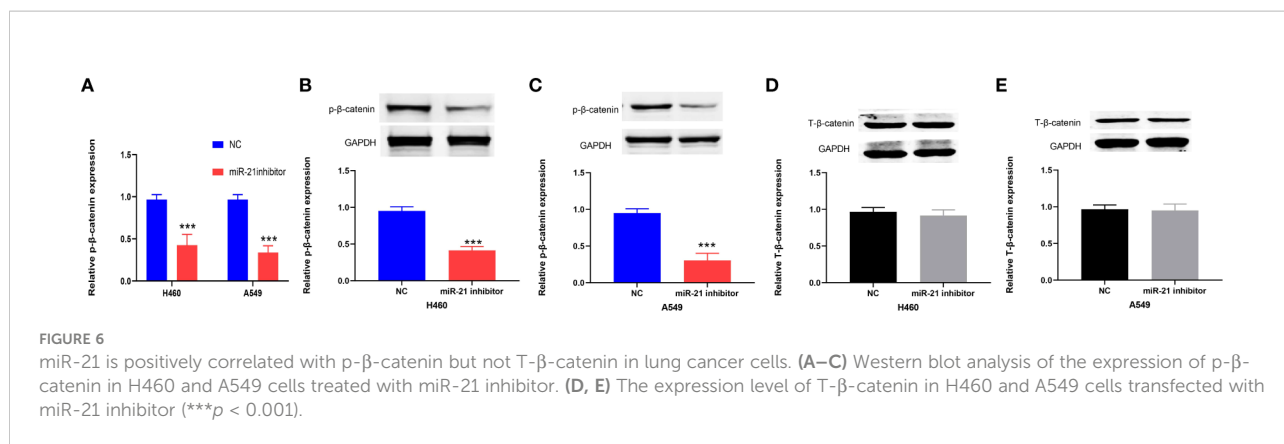 A
B
C
D
E
p-β-catenin
GAPDH
p-β-catenin
GAPDH
T-β-catenin
GAPDH
T-β-catenin
GAPDH
NC
miR-21inhibitor
Relative p-β-catenin expression
1.5
1.0
0.5
0.0
***
***
H460
A549
Relative p-β-catenin expression
1.5
1.0
0.5
0.0
***
NC
miR-21 inhibitor
H460
Relative p-β-catenin expression
1.5
1.0
0.5
0.0
***
NC
miR-21 inhibitor
A549
Relative T-β-catenin expression
1.5
1.0
0.5
0.0
NC
miR-21 inhibitor
H460
Relative T-β-catenin expression
1.5
1.0
0.5
0.0
NC
miR-21 inhibitor
A549
FIGURE 6
miR-21 is positively correlated with p-β-catenin but not T-β-catenin in lung cancer cells. (A–C) Western blot analysis of the expression of p-β-
catenin in H460 and A549 cells treated with miR-21 inhibitor. (D, E) The expression level of T-β-catenin in H460 and A549 cells transfected with
miR-21 inhibitor (***p < 0.001).